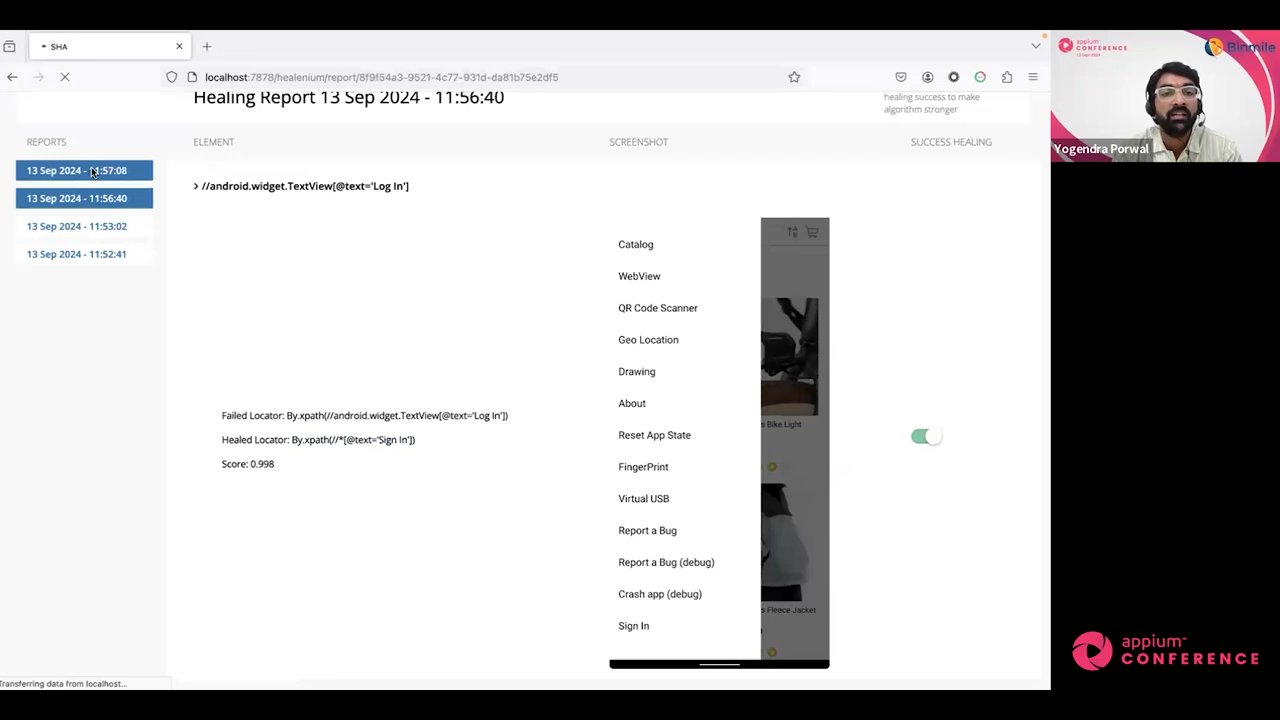 SHA
localhost:7878/healenium/report/8f9f54a3-9521-4c77-931d-da81b75e2df5
Healing Report 13 Sep 2024 - 11:56:40
healing success to make
algorithm stronger
REPORTS
ELEMENT
SCREENSHOT
SUCCESS HEALING
13 Sep 2024 - 11:57:08
13 Sep 2024 - 11:56:40
13 Sep 2024 - 11:53:02
13 Sep 2024 - 11:52:41
//android.widget.TextView[@text='Log In']
Failed Locator: By.xpath(//android.widget.TextView[@text='Log In'])
Healed Locator: By.xpath(//*[@text='Sign In'])
Score: 0.998
Catalog
WebView
QR Code Scanner
Geo Location
Drawing
About
Reset App State
FingerPrint
Virtual USB
Report a Bug
Report a Bug (debug)
Crash app (debug)
Sign In
s Bike Light
s Fleece Jacket
Transferring data from localhost...
appium
CONFERENCE
13 Sept 2024
Binmile
Yogendra Porwal
appium
CONFERENCE